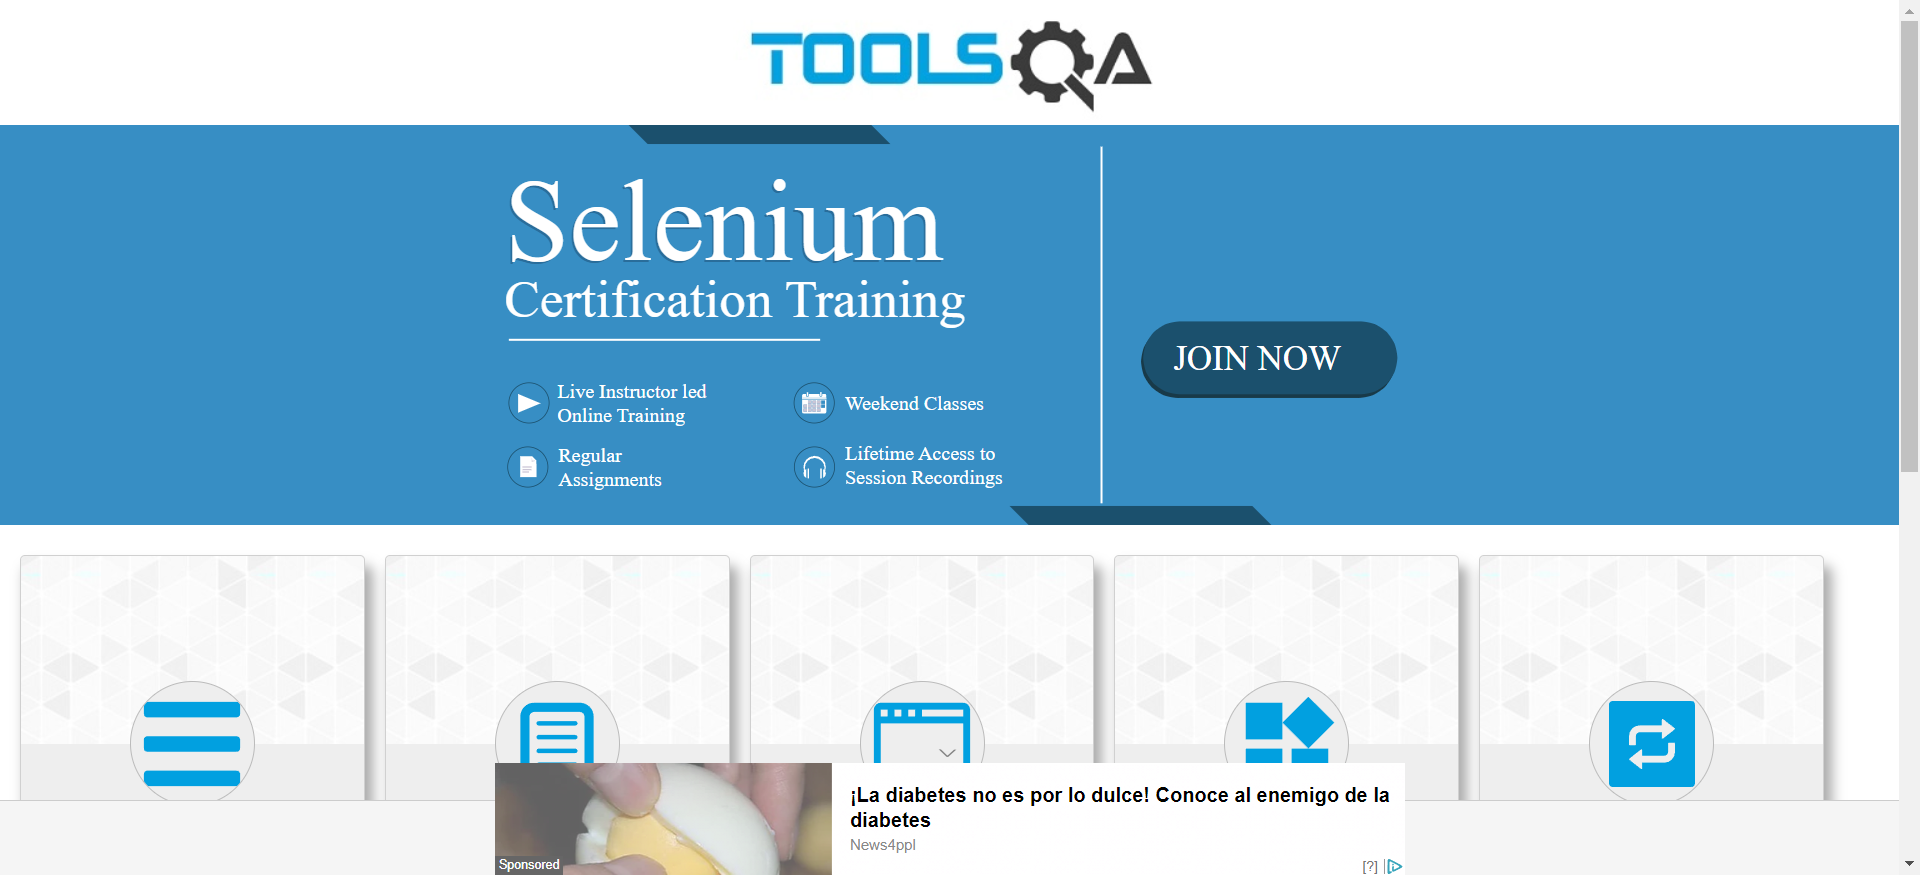 TOOLSQA
Selenium
Certification Training
JOIN NOW
Live Instructor led
Online Training
Weekend Classes
Regular
Assignments
Lifetime Access to
Session Recordings
¡La diabetes no es por lo dulce! Conoce al enemigo de la
diabetes
News4ppl
Sponsored
[?]